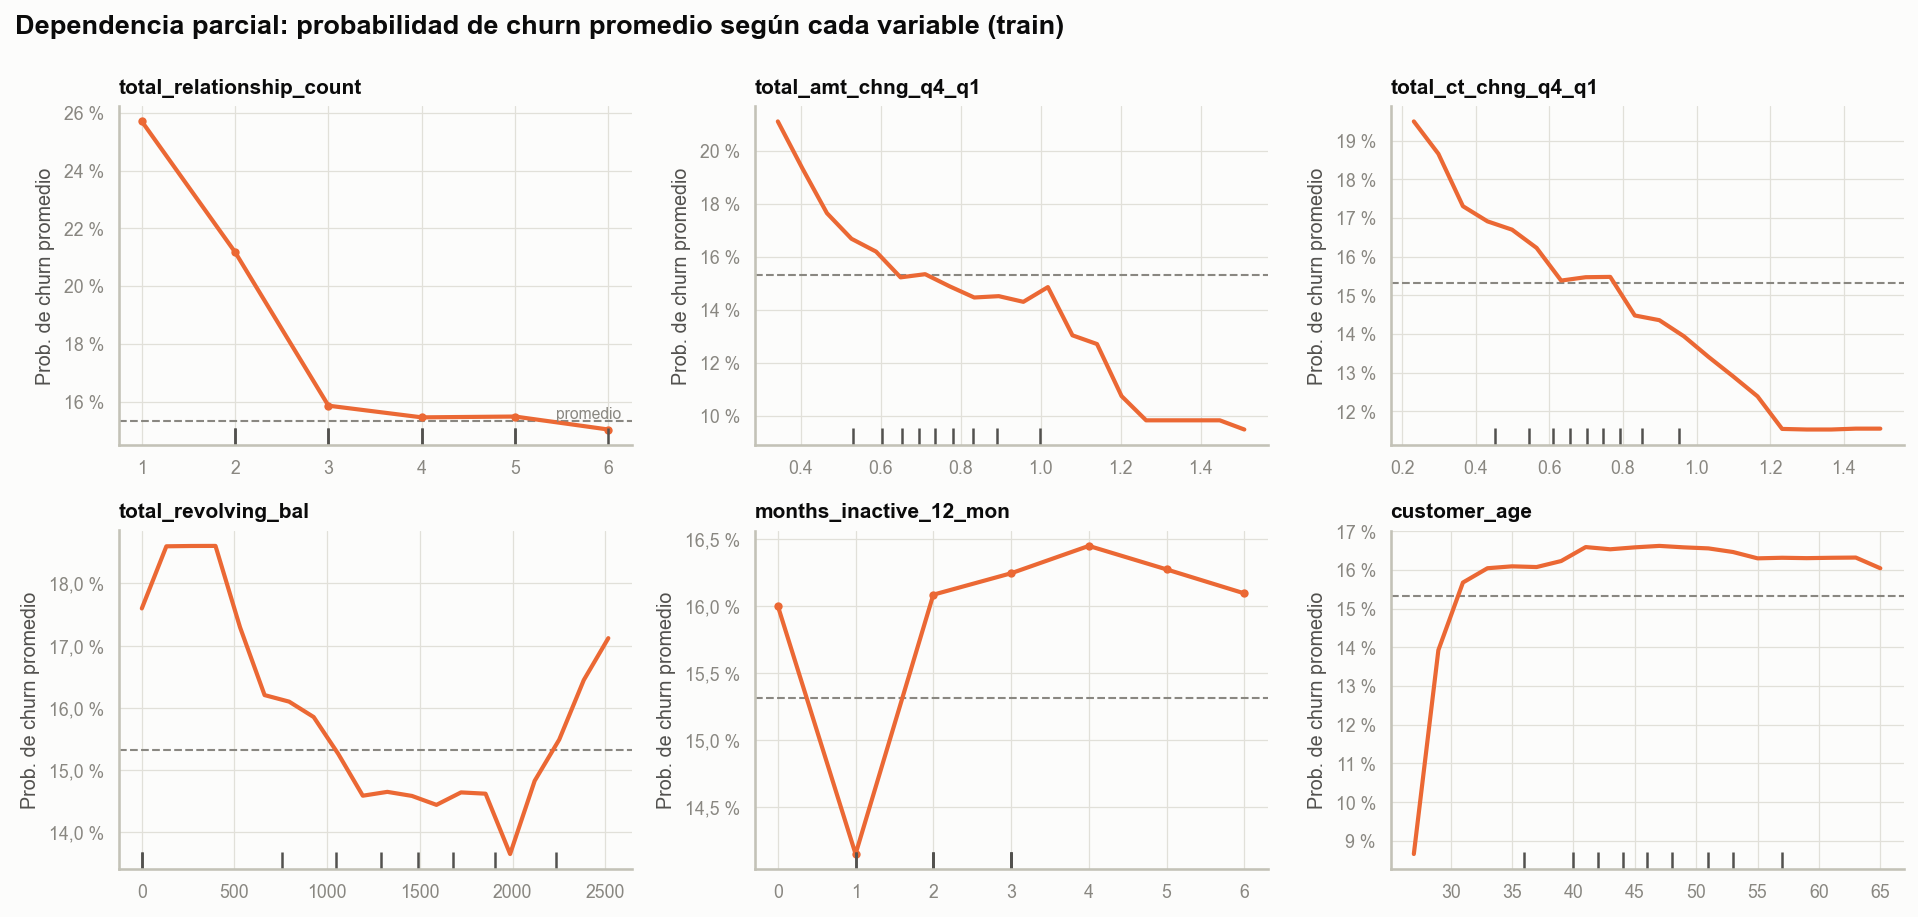 Dependencia parcial: probabilidad de churn promedio según cada variable (train)
total_relationship_count
Prob. de churn promedio
26 %
24 %
22 %
20 %
18 %
16 %
promedio
1 2 3 4 5 6
total_amt_chng_q4_q1
Prob. de churn promedio
20 %
18 %
16 %
14 %
12 %
10 %
0.4 0.6 0.8 1.0 1.2 1.4
total_ct_chng_q4_q1
Prob. de churn promedio
19 %
18 %
17 %
16 %
15 %
14 %
13 %
12 %
0.2 0.4 0.6 0.8 1.0 1.2 1.4
total_revolving_bal
Prob. de churn promedio
18,0 %
17,0 %
16,0 %
15,0 %
14,0 %
0 500 1000 1500 2000 2500
months_inactive_12_mon
Prob. de churn promedio
16,5 %
16,0 %
15,5 %
15,0 %
14,5 %
0 1 2 3 4 5 6
customer_age
Prob. de churn promedio
17 %
16 %
15 %
14 %
13 %
12 %
11 %
10 %
9 %
30 35 40 45 50 55 60 65